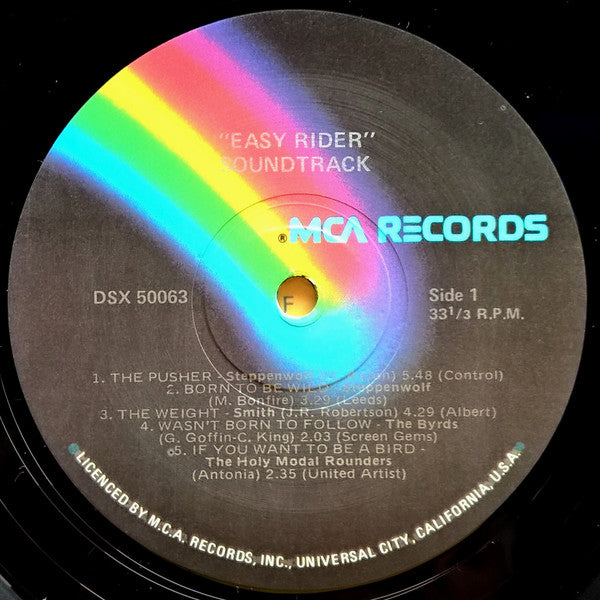 "EASY RIDER"
SOUNDTRACK
® MCA RECORDS
DSX 50063
F
Side 1
33 1/3 R.P.M.
1. THE PUSHER - Steppenwolf 5.48 (Control)
2. BORN TO BE WILD - Steppenwolf
(M. Bonfire) 3.29 (Leeds)
3. THE WEIGHT - Smith (J.R. Robertson) 4.29 (Albert)
4. WASN'T BORN TO FOLLOW - The Byrds
(G. Goffin-C. King) 2.03 (Screen Gems)
5. IF YOU WANT TO BE A BIRD -
The Holy Modal Rounders
(Antonia) 2.35 (United Artist)
LICENCED BY M.C.A. RECORDS, INC., UNIVERSAL CITY, CALIFORNIA, U.S.A.